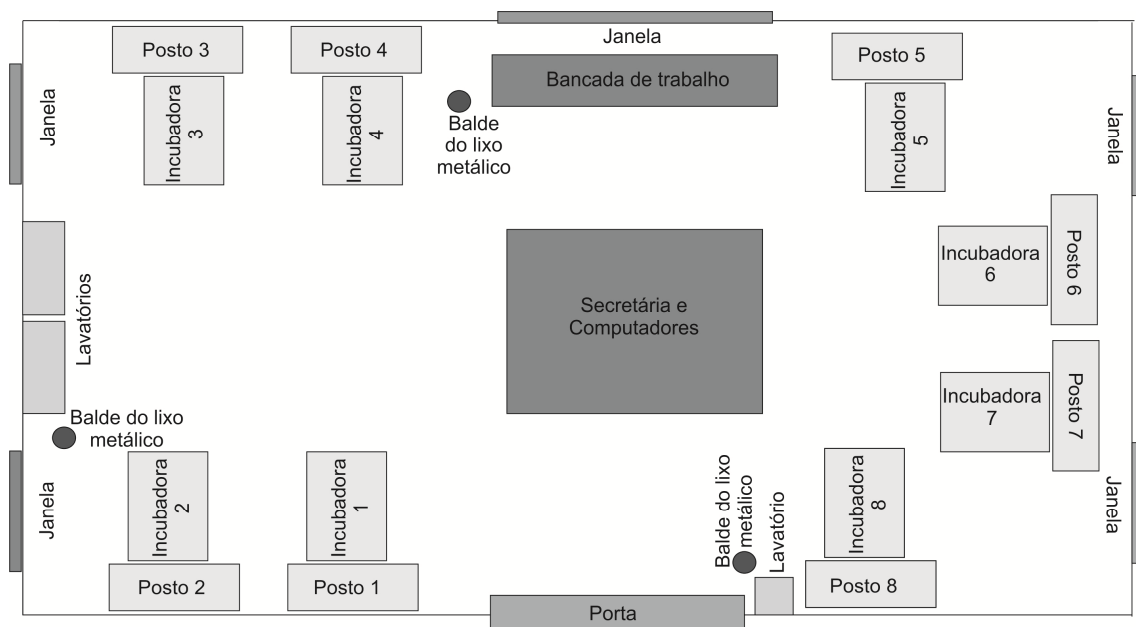 Posto 3
Posto 4
Janela
Posto 5
Bancada de trabalho
Janela
Incubadora
3
Incubadora
4
Balde
do lixo
metálico
Incubadora
5
Janela
Incubadora
6
Posto 6
Lavatórios
Secretária e
Computadores
Incubadora
7
Posto 7
Balde do lixo
metálico
Janela
Incubadora
2
Incubadora
1
Balde do lixo
metálico
Lavatório
Incubadora
8
Janela
Posto 2
Posto 1
Porta
Posto 8